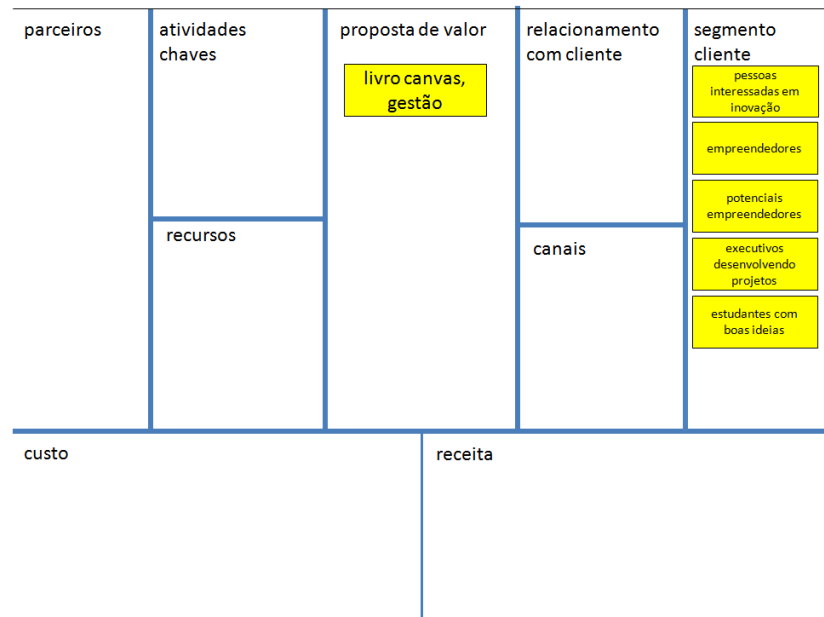 parceiros
atividades
chaves
proposta de valor
livro canvas,
gestão
relacionamento
com cliente
segmento
cliente
pessoas
interessadas em
inovação
empreendedores
potenciais
empreendedores
executivos
desenvolvendo
projetos
estudantes com
boas ideias
recursos
canais
custo
receita